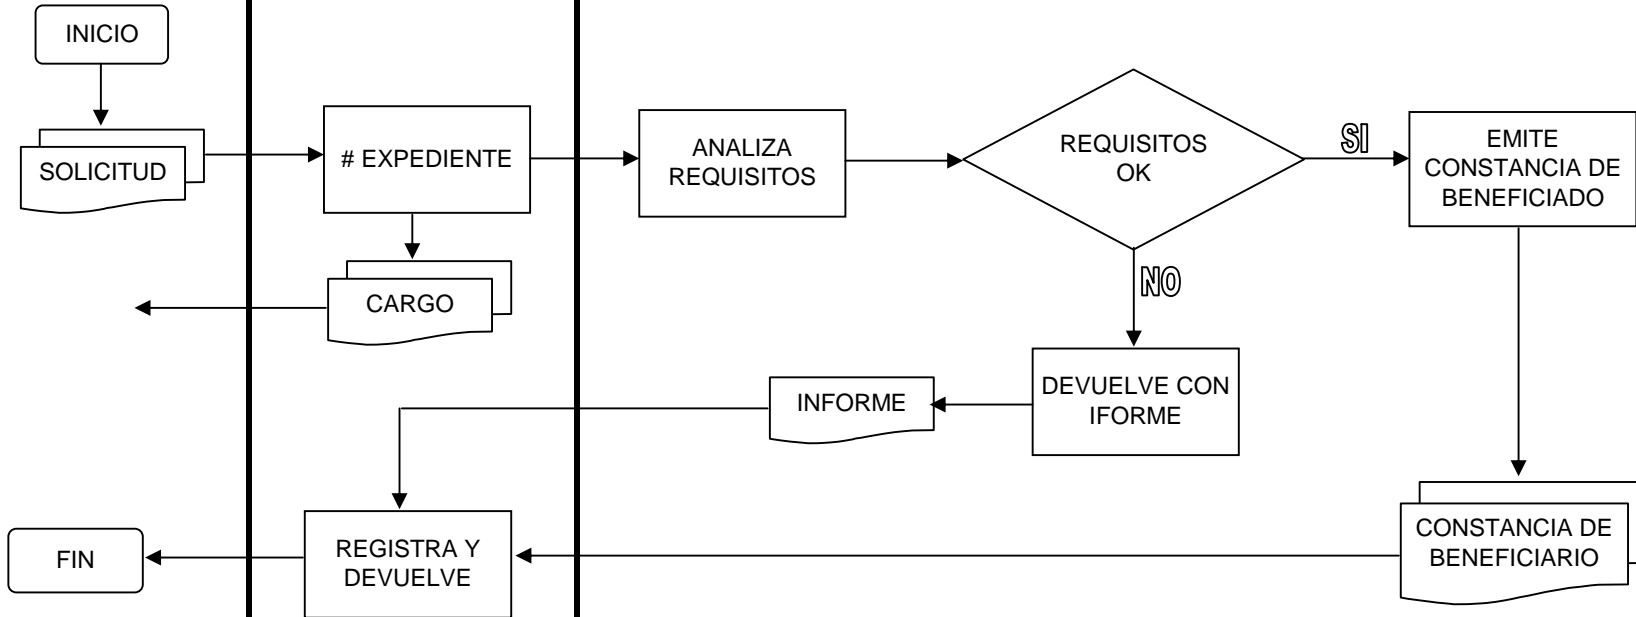 INICIO
SOLICITUD
# EXPEDIENTE
CARGO
ANALIZA
REQUISITOS
REQUISITOS
OK
SI
EMITE
CONSTANCIA DE
BENEFICIADO
NO
DEVUELVE CON
IFORME
INFORME
CONSTANCIA DE
BENEFICIARIO
REGISTRA Y
DEVUELVE
FIN